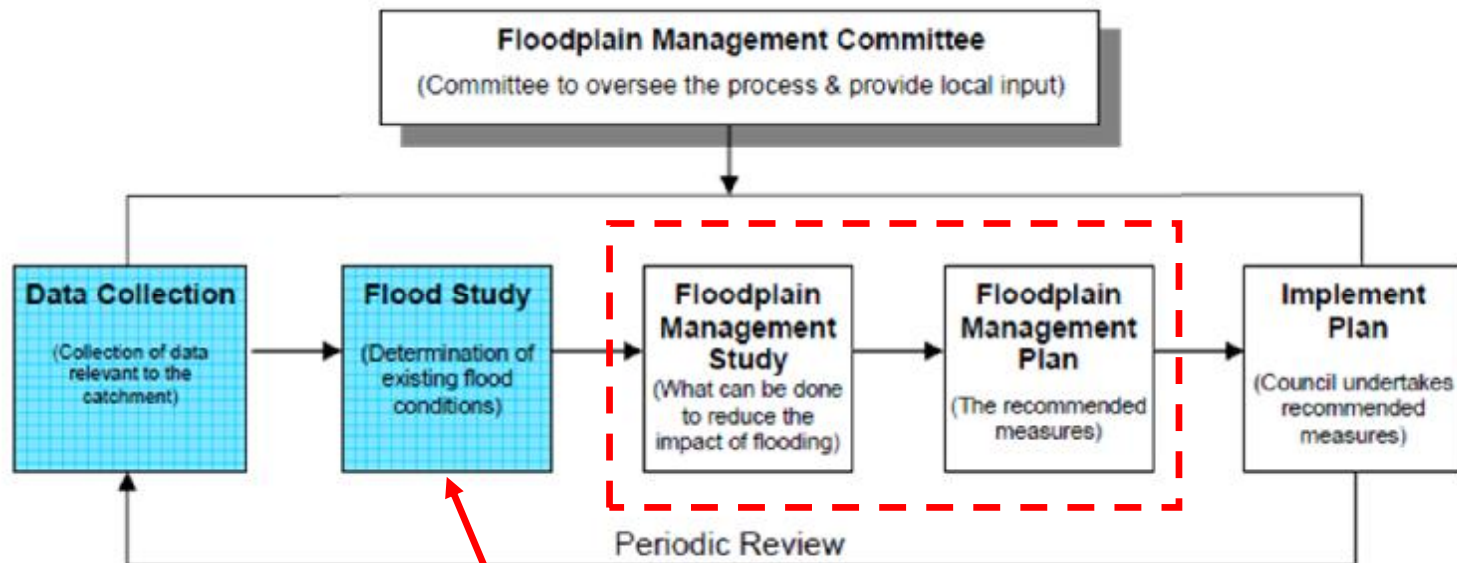 Floodplain Management Committee
(Committee to oversee the process & provide local input)
Data Collection
(Collection of data
relevant to the
catchment)
Flood Study
(Determination of
existing flood
conditions)
Floodplain
Management
Study
(What can be done
to reduce the
impact of flooding)
Floodplain
Management
Plan
(The recommended
measures)
Implement
Plan
(Council undertakes
recommended
measures)
Periodic Review